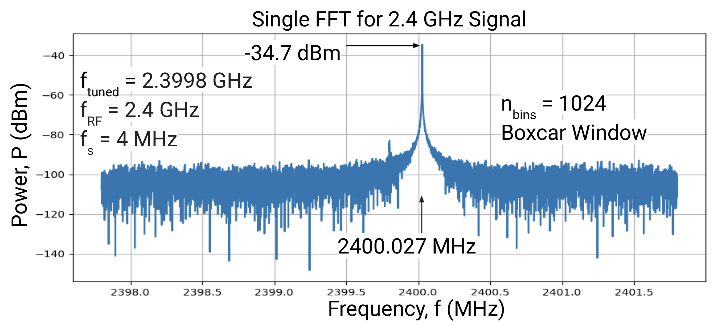 Single FFT for 2.4 GHz Signal
-34.7 dBm
f_tuned = 2.3998 GHz
f_RF = 2.4 GHz
f_s = 4 MHz
n_bins = 1024
Boxcar Window
2400.027 MHz
Power, P (dBm)
−40
−60
−80
−100
−120
−140
2398.0 2398.5 2399.0 2399.5 2400.0 2400.5 2401.0 2401.5
Frequency, f (MHz)